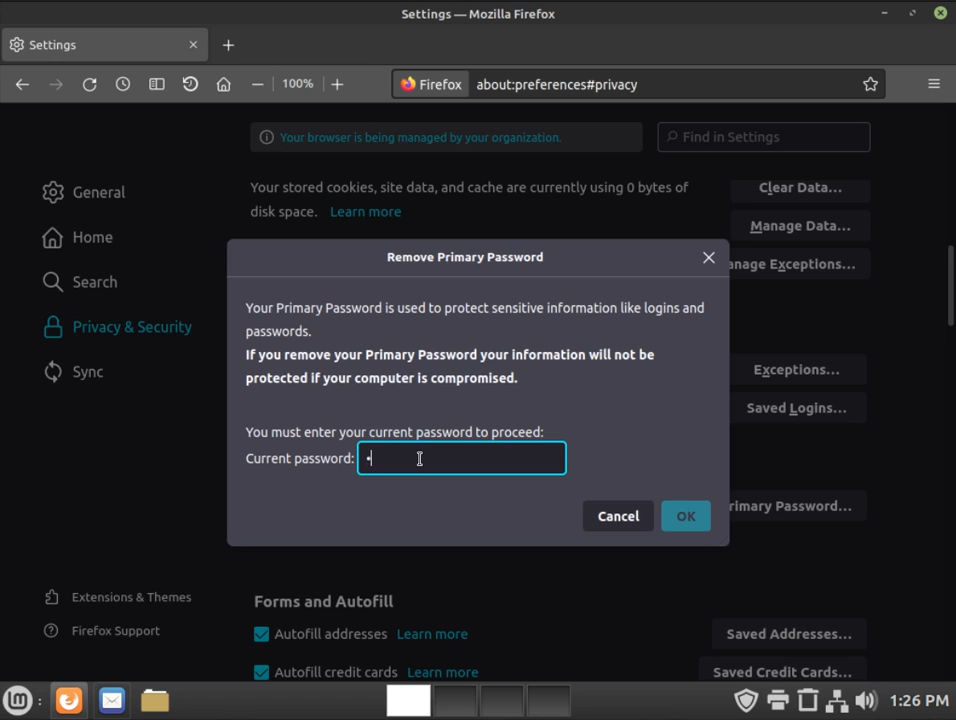 Settings — Mozilla Firefox
Settings
100%
Firefox about:preferences#privacy
Your browser is being managed by your organization.
Find in Settings
General
Home
Search
Privacy & Security
Sync
Extensions & Themes
Firefox Support
Your stored cookies, site data, and cache are currently using 0 bytes of
disk space. Learn more
Clear Data...
Manage Data...
anage Exceptions...
Remove Primary Password
Your Primary Password is used to protect sensitive information like logins and
passwords.
If you remove your Primary Password your information will not be
protected if your computer is compromised.
You must enter your current password to proceed:
Current password: •
Cancel OK
Exceptions...
Saved Logins...
rimary Password...
Forms and Autofill
Autofill addresses Learn more
Saved Addresses...
Autofill credit cards Learn more
Saved Credit Cards...
1:26 PM